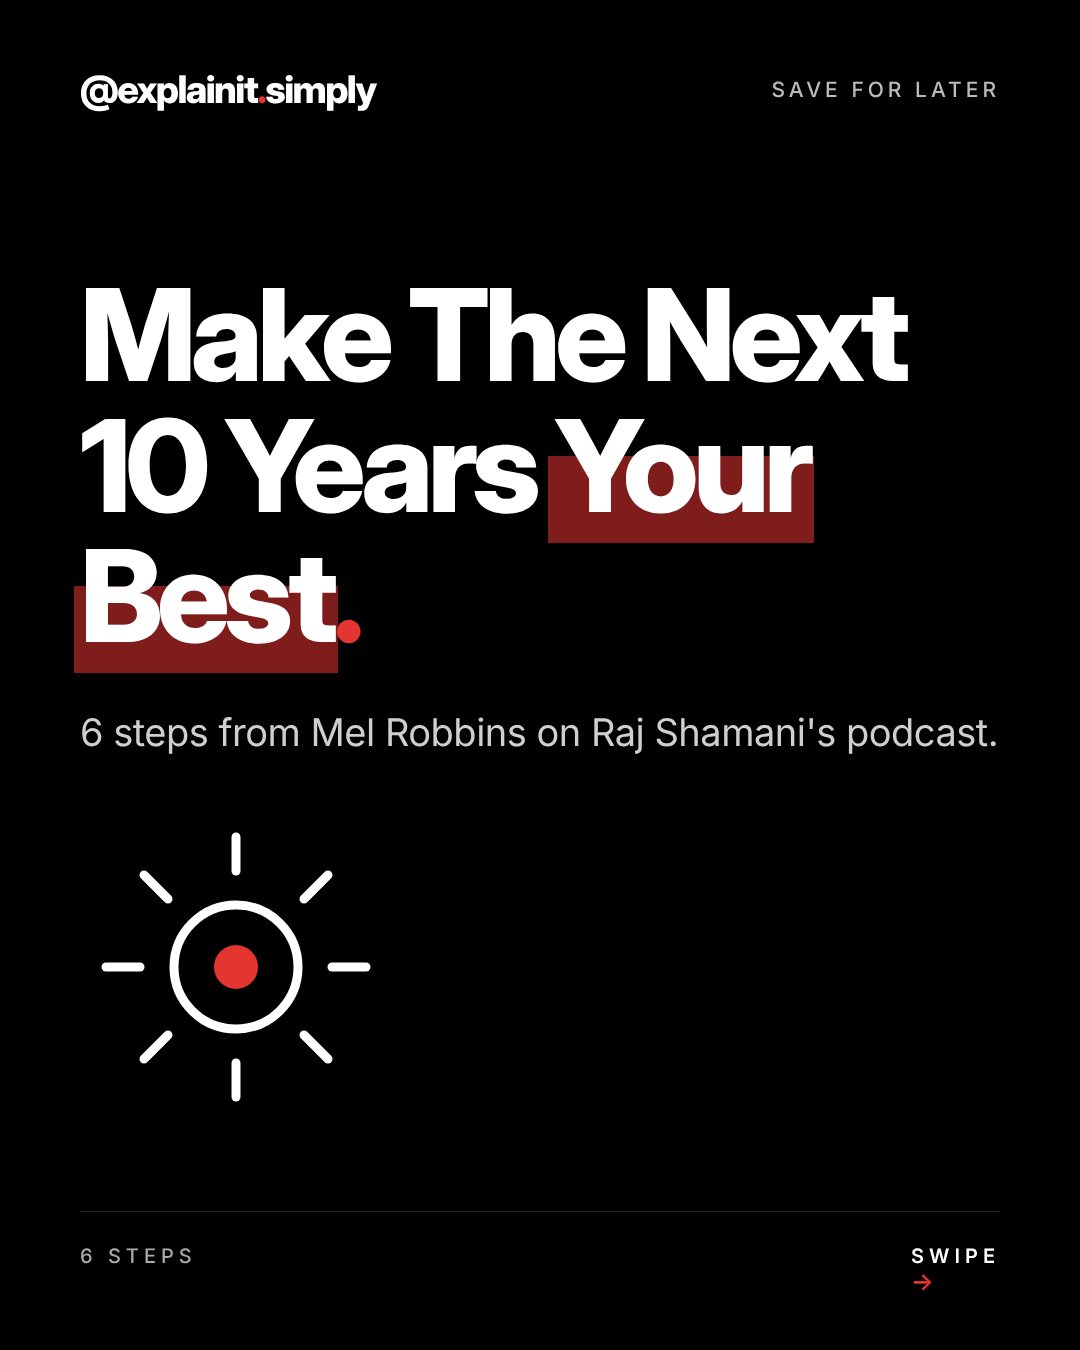 @explainit.simply
SAVE FOR LATER
Make The Next
10 Years Your
Best.
6 steps from Mel Robbins on Raj Shamani's podcast.
6 STEPS
SWIPE
→